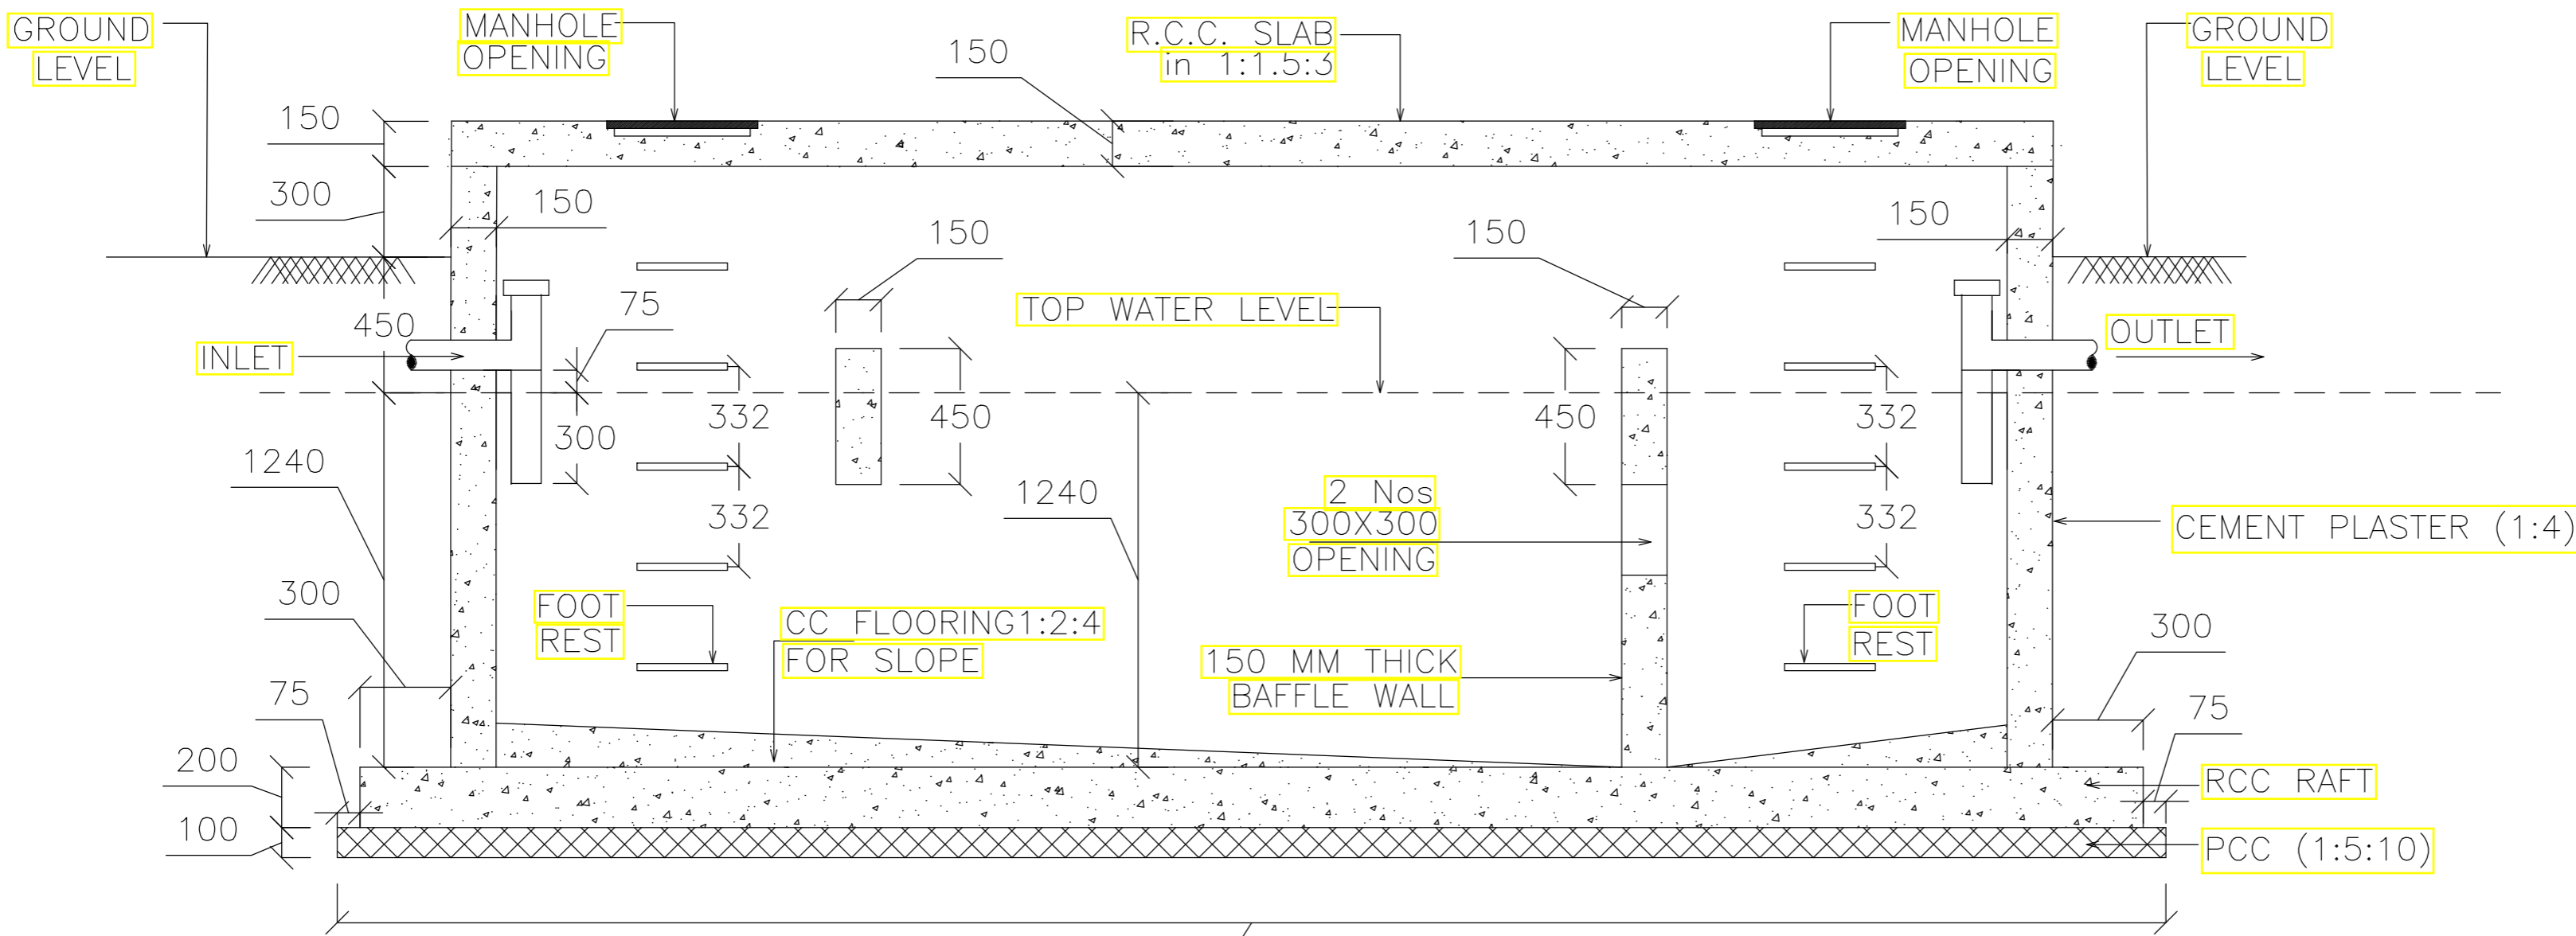 GROUND
LEVEL
MANHOLE
OPENING
150
R.C.C. SLAB
in 1:1.5:3
MANHOLE
OPENING
GROUND
LEVEL
150
300
150
150
150
150
75
TOP WATER LEVEL
450
INLET
OUTLET
332
450
450
332
300
1240
332
1240
2 Nos
300X300
OPENING
332
CEMENT PLASTER (1:4)
300
FOOT
REST
CC FLOORING1:2:4
FOR SLOPE
150 MM THICK
BAFFLE WALL
FOOT
REST
300
75
75
200
RCC RAFT
100
PCC (1:5:10)